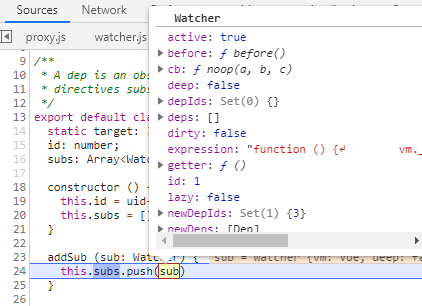 Sources
proxy.js
watcher.js
9 /**
10 * A dep is an obs
11 * directives subs
12 */
13 export default cla
14 static target:
15 id: number;
16 subs: Array<Wat
17
18 constructor () {
19 this.id = uid
20 this.subs = []
21 }
22
23 addSub (sub: Watcher) { sub = Watcher {vm: Vue, deep: fa
24 this.subs.push(sub)
25 }
Watcher
active: true
before: ƒ before()
cb: ƒ noop(a, b, c)
deep: false
depIds: Set(0) {}
deps: []
dirty: false
expression: "function () {↵ vm._
getter: ƒ ()
id: 1
lazy: false
newDepIds: Set(1) {3}
newDeps: [Dep]